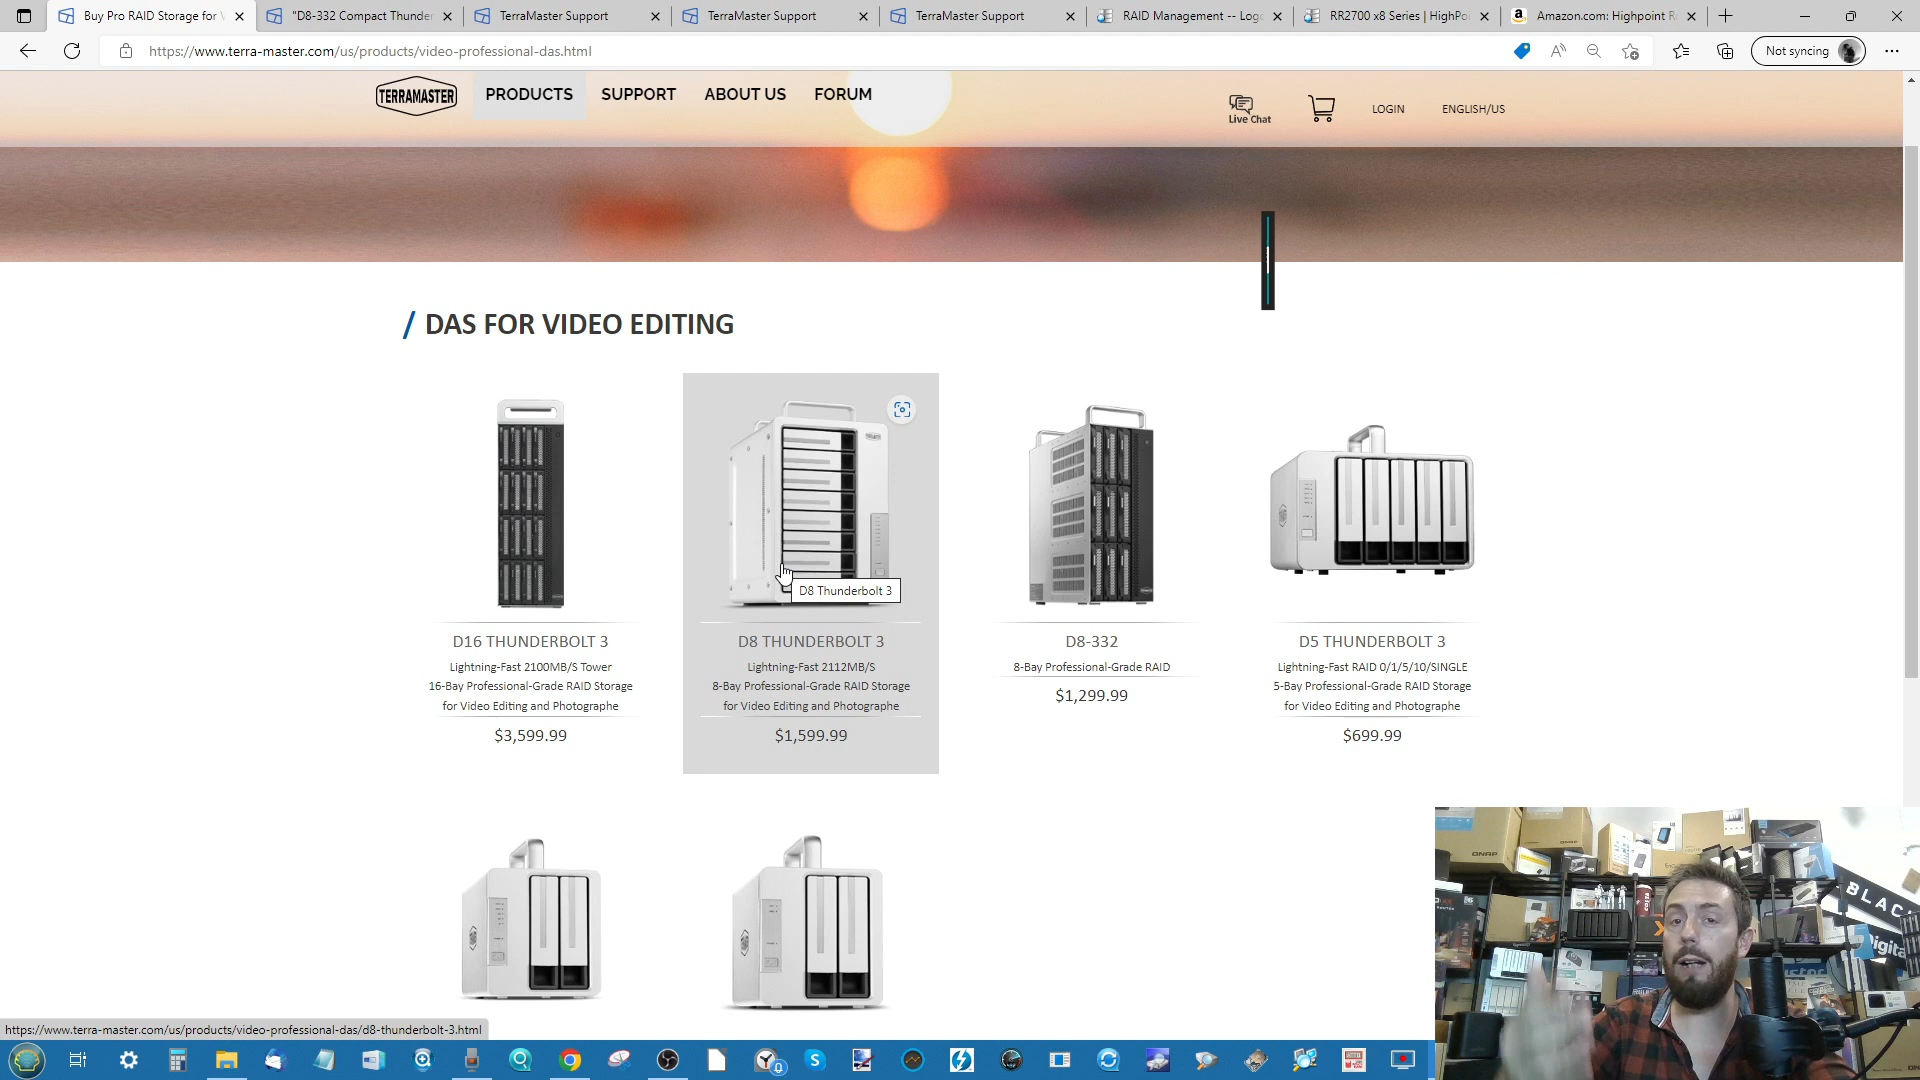 Buy Pro RAID Storage for V
"D8-332 Compact Thunder
TerraMaster Support
TerraMaster Support
TerraMaster Support
RAID Management -- Logo
RR2700 x8 Series | HighPo
Amazon.com: Highpoint R
https://www.terra-master.com/us/products/video-professional-das.html
Not syncing
TERRAMASTER
PRODUCTS
SUPPORT
ABOUT US
FORUM
Live Chat
LOGIN
ENGLISH/US
/ DAS FOR VIDEO EDITING
D8 Thunderbolt 3
D16 THUNDERBOLT 3
Lightning-Fast 2100MB/S Tower
16-Bay Professional-Grade RAID Storage
for Video Editing and Photographe
$3,599.99
D8 THUNDERBOLT 3
Lightning-Fast 2112MB/S
8-Bay Professional-Grade RAID Storage
for Video Editing and Photographe
$1,599.99
D8-332
8-Bay Professional-Grade RAID
$1,299.99
D5 THUNDERBOLT 3
Lightning-Fast RAID 0/1/5/10/SINGLE
5-Bay Professional-Grade RAID Storage
for Video Editing and Photographe
$699.99
QNAP
BLAC
igita
https://www.terra-master.com/us/products/video-professional-das/d8-thunderbolt-3.html